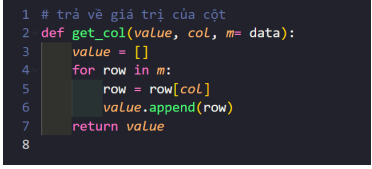 1 # trả về giá trị của cột
2 def get_col(value, col, m= data):
3     value = []
4     for row in m:
5         row = row[col]
6         value.append(row)
7     return value
8